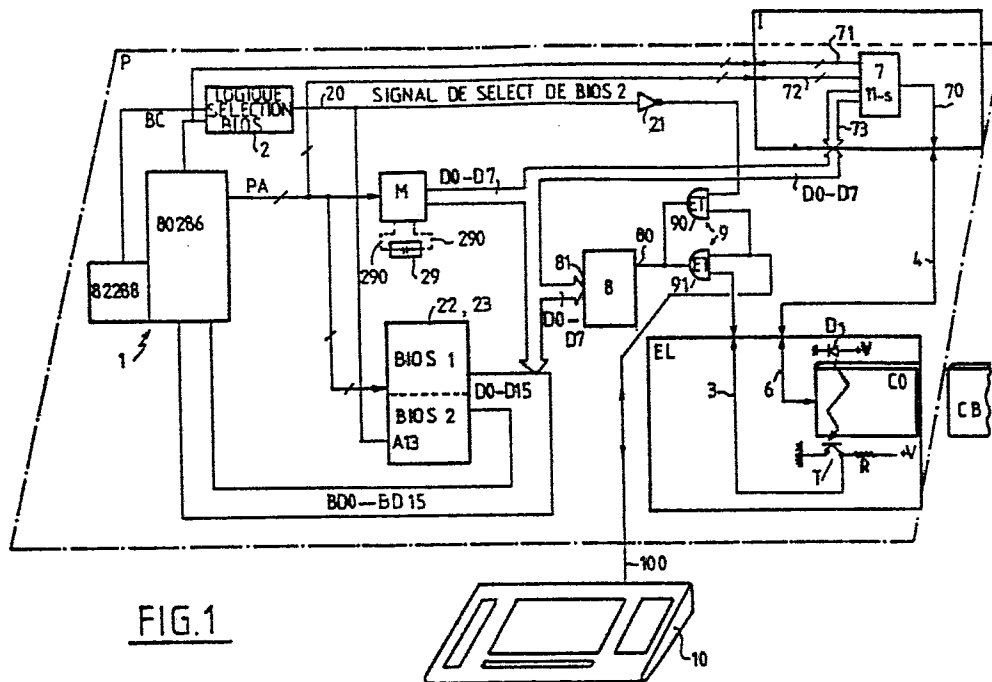 I
P
71
7
11-s
72
70
73
LOGIQUE
SELECTION
BIOS
BC
2
20
SIGNAL DE SELECT DE BIOS 2
21
PA
M
D0-D7
D0-D7
80286
82288
1
290
290
29
ET
90
9
80
ET
91
81
8
D0-
D7
4
22, 23
BIOS 1
BIOS 2
D0-D15
A13
BD0-BD15
EL
3
6
+V
CO
CB
T
R
+V
100
10
FIG.1